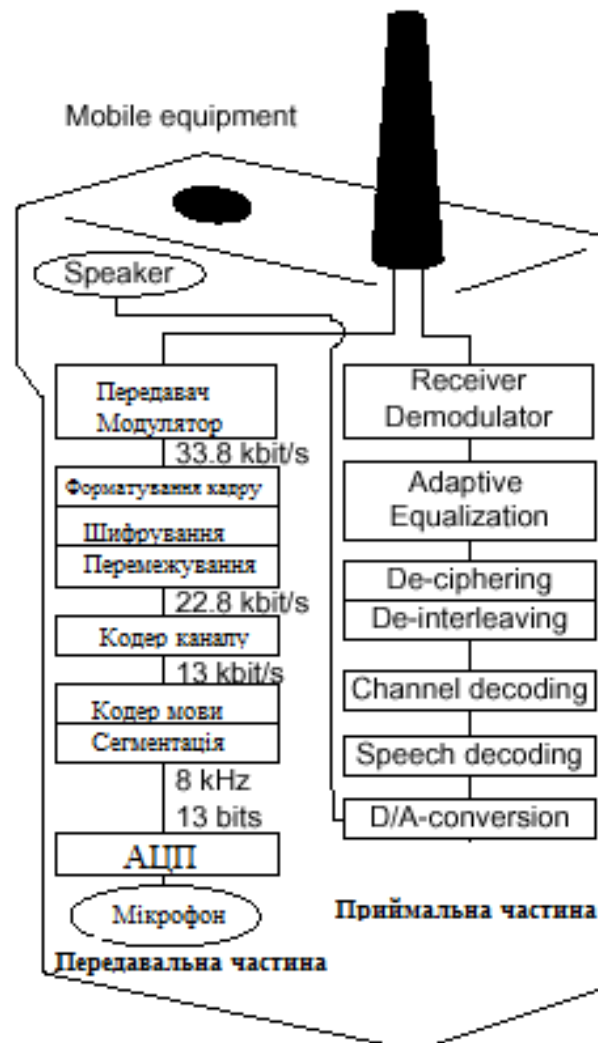 Mobile equipment
Speaker
Передавач
Модулятор
33.8 kbit/s
Форматування кадру
Шифрування
Перемежування
22.8 kbit/s
Кодер каналу
13 kbit/s
Кодер мови
Сегментація
8 kHz
13 bits
АЦП
Мікрофон
Передавальна частина
Receiver
Demodulator
Adaptive
Equalization
De-ciphering
De-interleaving
Channel decoding
Speech decoding
D/A-conversion
Приймальна частина